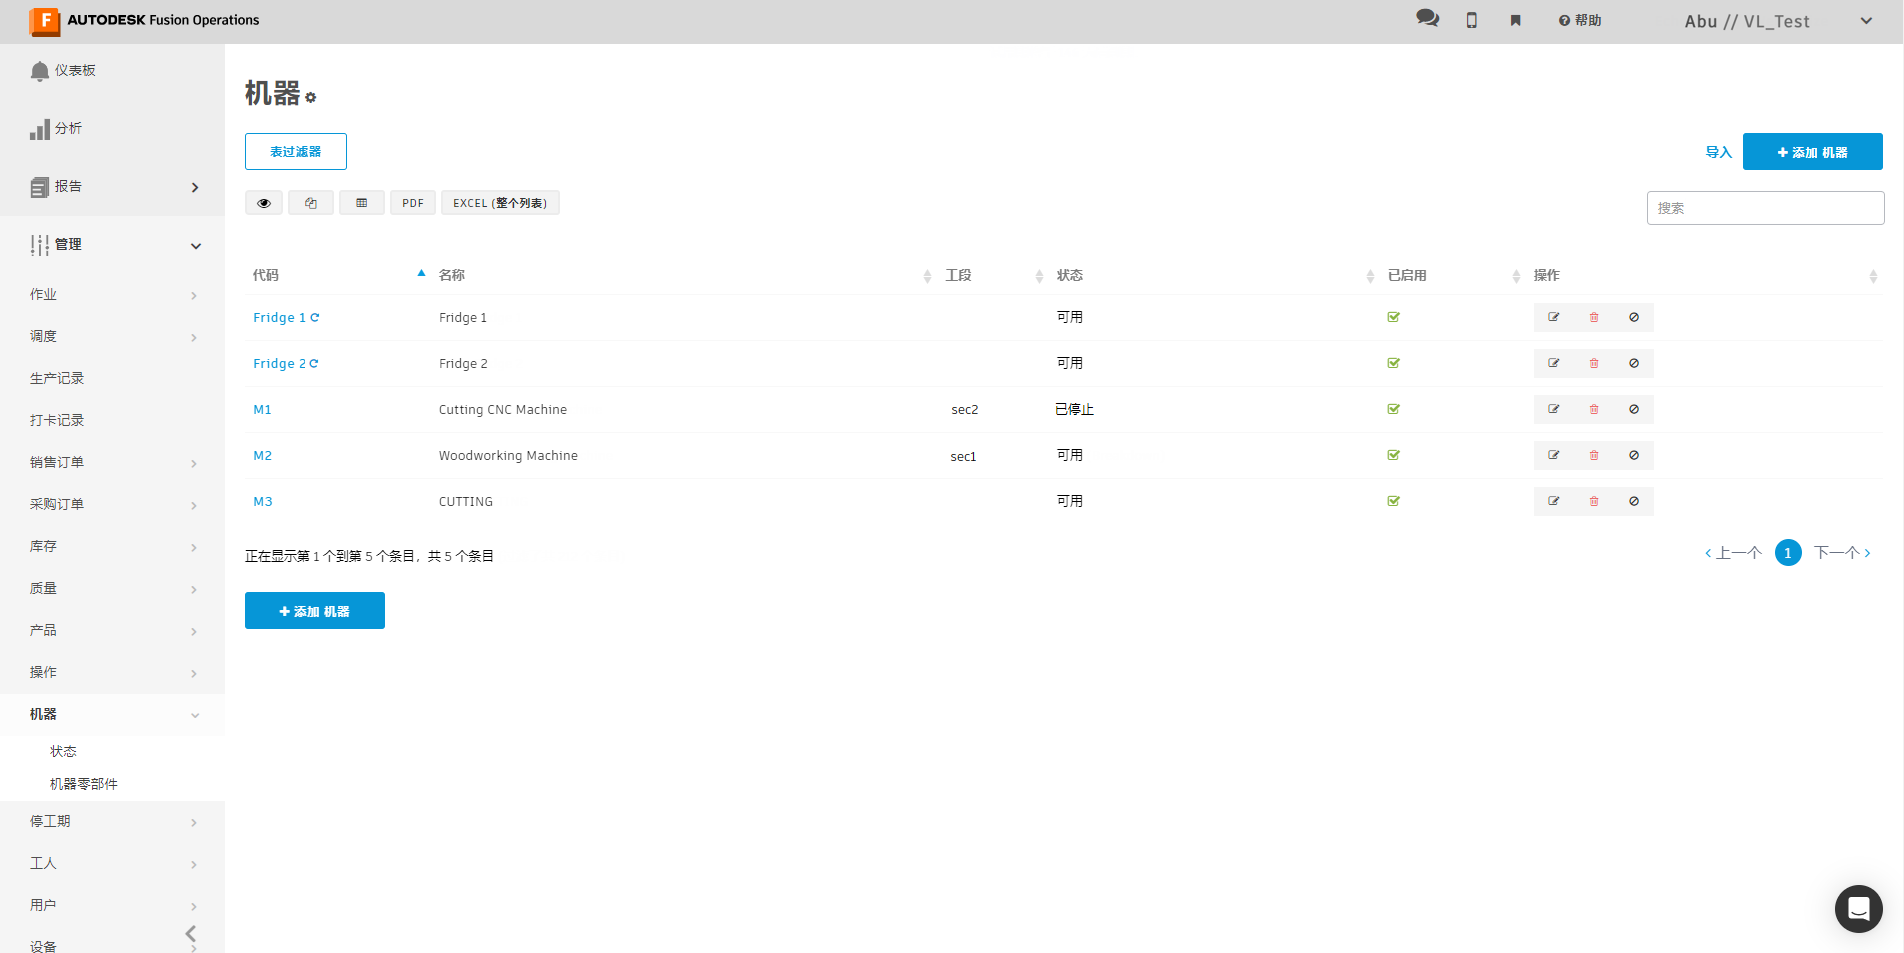 F AUTODESK Fusion Operations
帮助
Abu // VL_Test
仪表板
分析
报告
管理
作业
调度
生产记录
打卡记录
销售订单
采购订单
库存
质量
产品
操作
机器
状态
机器零部件
停工期
工人
用户
设备
机器
表过滤器
导入
添加 机器
PDF
EXCEL (整个列表)
搜索
代码 名称 工段 状态 已启用 操作
Fridge 1 Fridge 1 可用
Fridge 2 Fridge 2 可用
M1 Cutting CNC Machine sec2 已停止
M2 Woodworking Machine sec1 可用
M3 CUTTING 可用
正在显示第 1 个到第 5 个条目，共 5 个条目
上一个 1 下一个
添加 机器